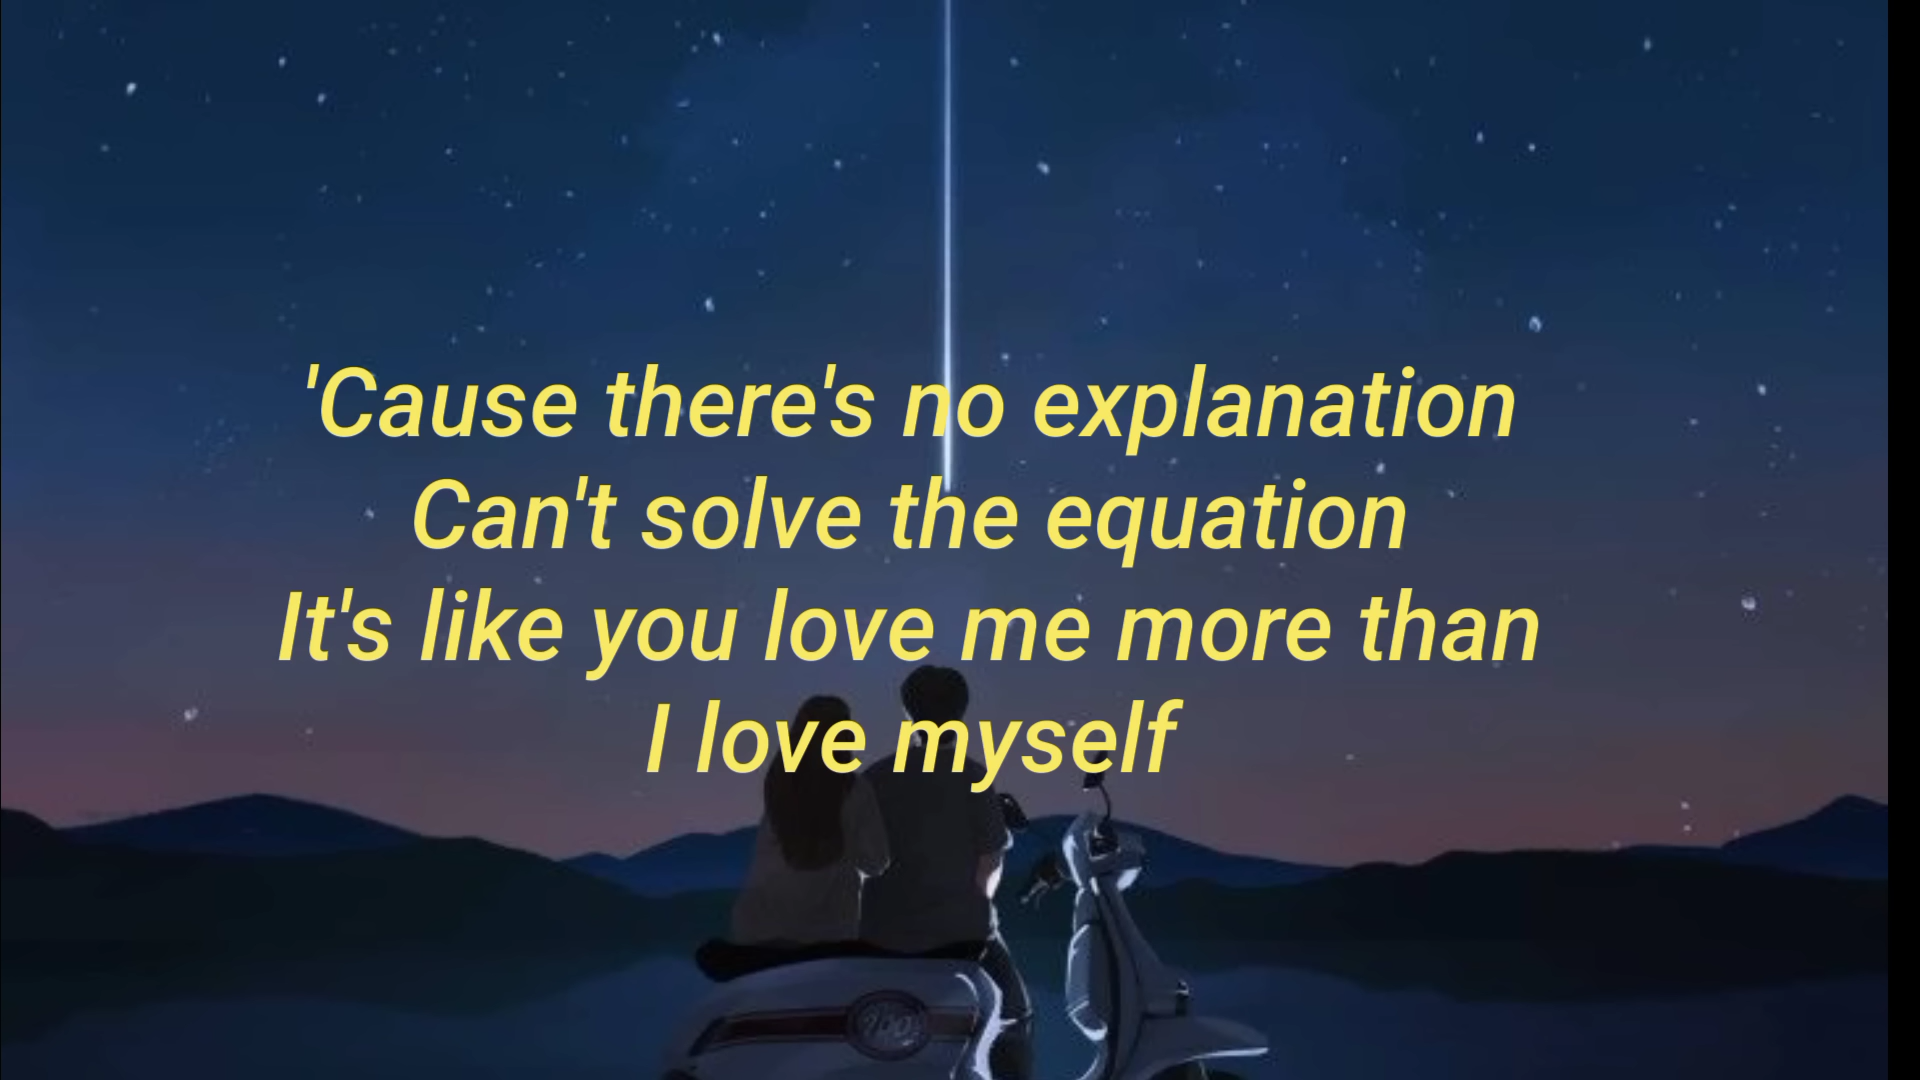 'Cause there's no explanation
Can't solve the equation
It's like you love me more than
I love myself